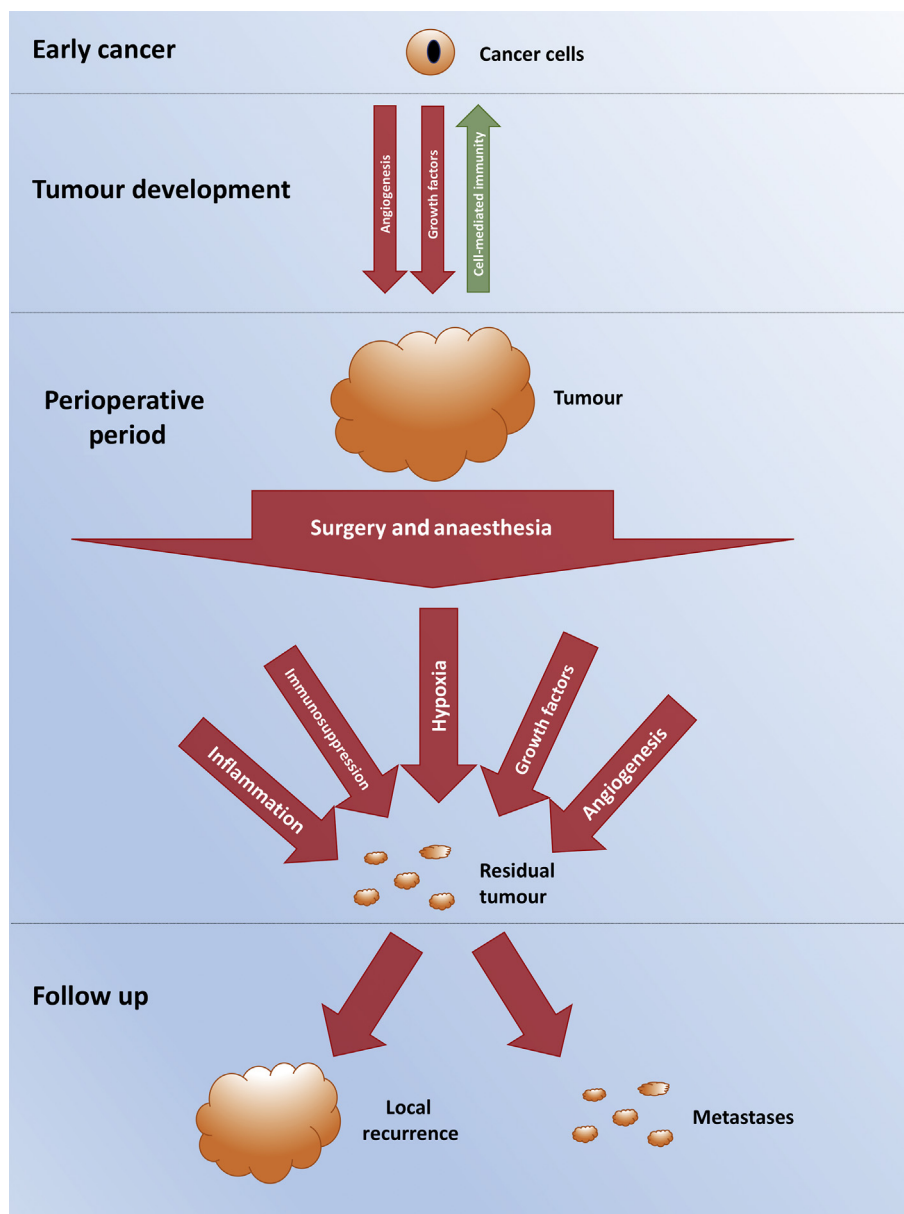 Early cancer
Cancer cells
Tumour development
Angiogenesis
Growth factors
Cell-mediated immunity
Perioperative
period
Tumour
Surgery and anaesthesia
Inflammation
Immunosuppression
Hypoxia
Growth factors
Angiogenesis
Residual
tumour
Follow up
Local
recurrence
Metastases